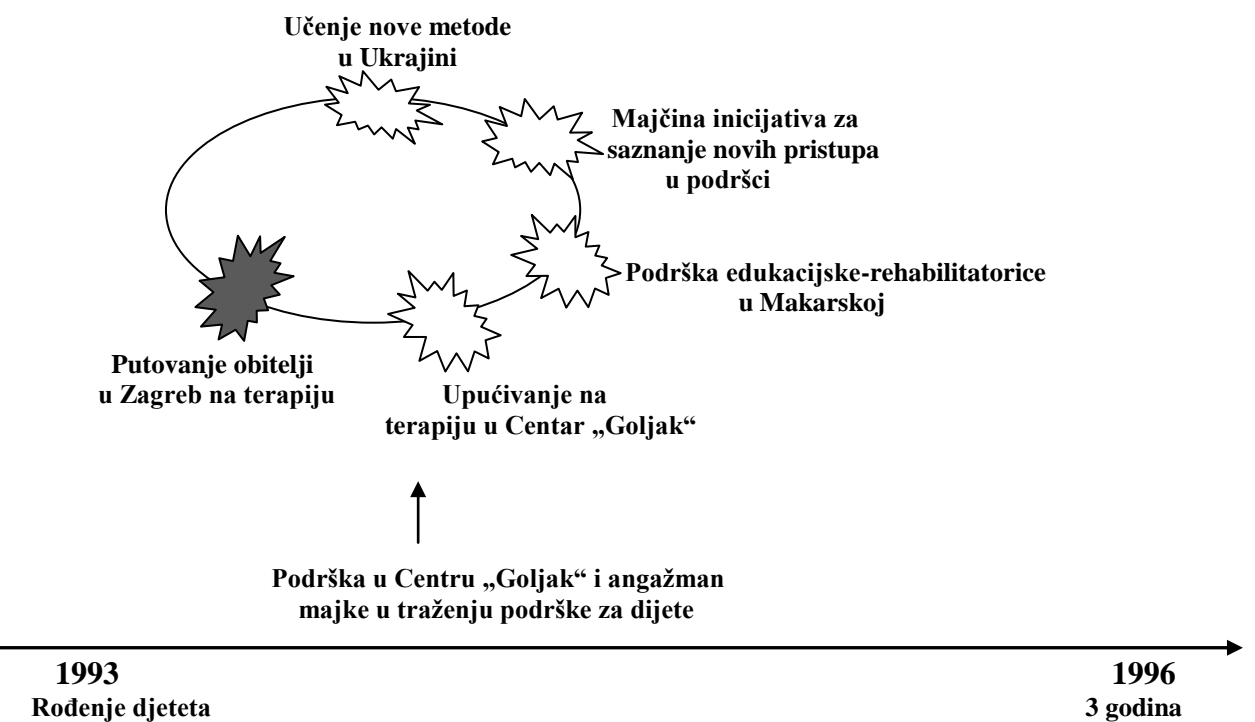 Učenje nove metode
u Ukrajini
Majčina inicijativa za
saznanje novih pristupa
u podršci
Podrška edukacijske-rehabilitatorice
u Makarskoj
Putovanje obitelji
u Zagreb na terapiju
Upućivanje na
terapiju u Centar „Goljak“
Podrška u Centru „Goljak“ i angažman
majke u traženju podrške za dijete
1993
Rođenje djeteta
1996
3 godina